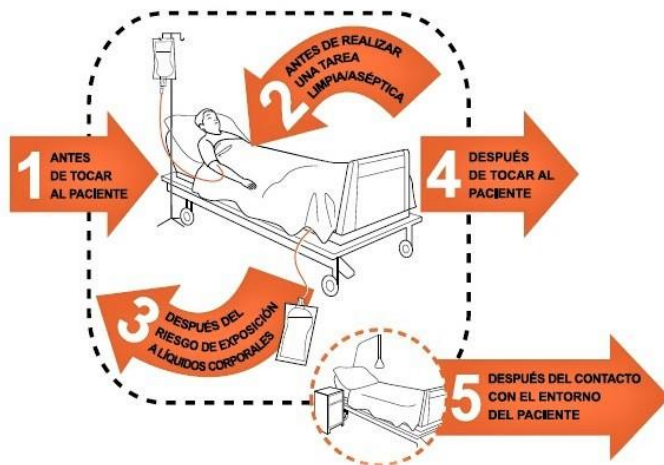 1
ANTES
DE TOCAR
AL PACIENTE
2
ANTES DE REALIZAR
UNA TAREA
LIMPIA/ASÉPTICA
3
DESPUÉS DEL
RIESGO DE EXPOSICIÓN
A LÍQUIDOS CORPORALES
4
DESPUÉS
DE TOCAR AL
PACIENTE
5
DESPUÉS DEL CONTACTO
CON EL ENTORNO
DEL PACIENTE